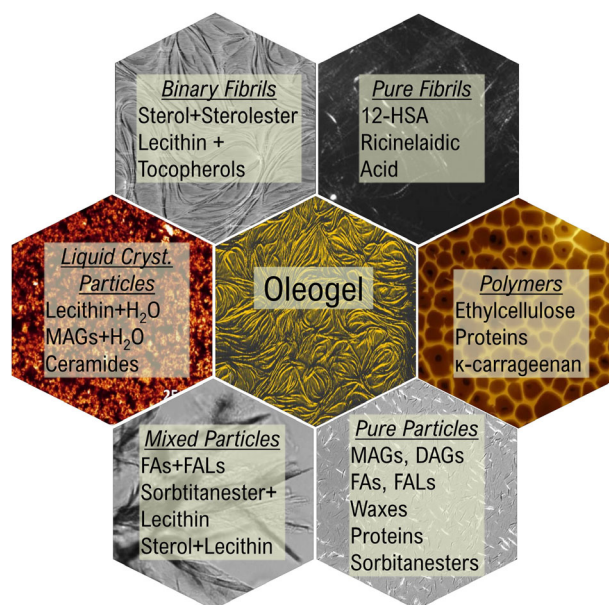 Binary Fibrils
Sterol+Sterolester
Lecithin +
Tocopherols
Pure Fibrils
12-HSA
Ricinelaidic
Acid
Liquid Cryst.
Particles
Lecithin+H₂O
MAGs+H₂O
Ceramides
25
Oleogel
Polymers
Ethylcellulose
Proteins
κ-carrageenan
Mixed Particles
FAs+FALs
Sorbtitanester+
Lecithin
Sterol+Lecithin
Pure Particles
MAGs, DAGs
FAs, FALs
Waxes
Proteins
Sorbitanesters